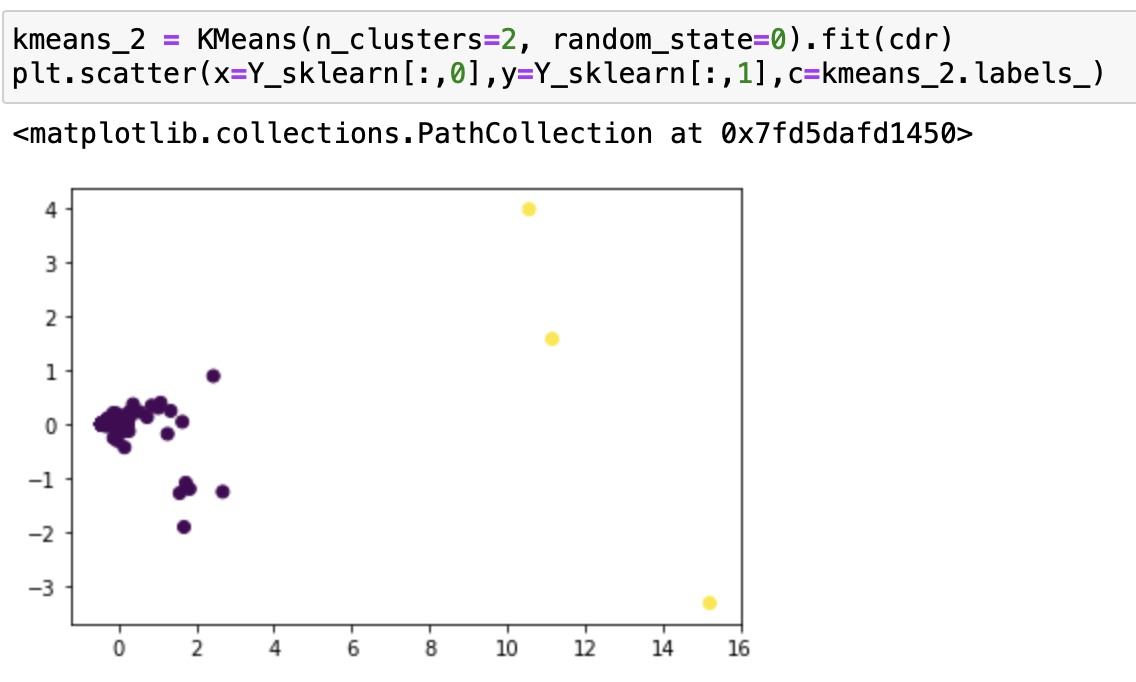 kmeans_2 = KMeans(n_clusters=2, random_state=0).fit(cdr)
plt.scatter(x=Y_sklearn[:,0],y=Y_sklearn[:,1],c=kmeans_2.labels_)
<matplotlib.collections.PathCollection at 0x7fd5dafd1450>
4
3
2
1
0
−1
−2
−3
0 2 4 6 8 10 12 14 16